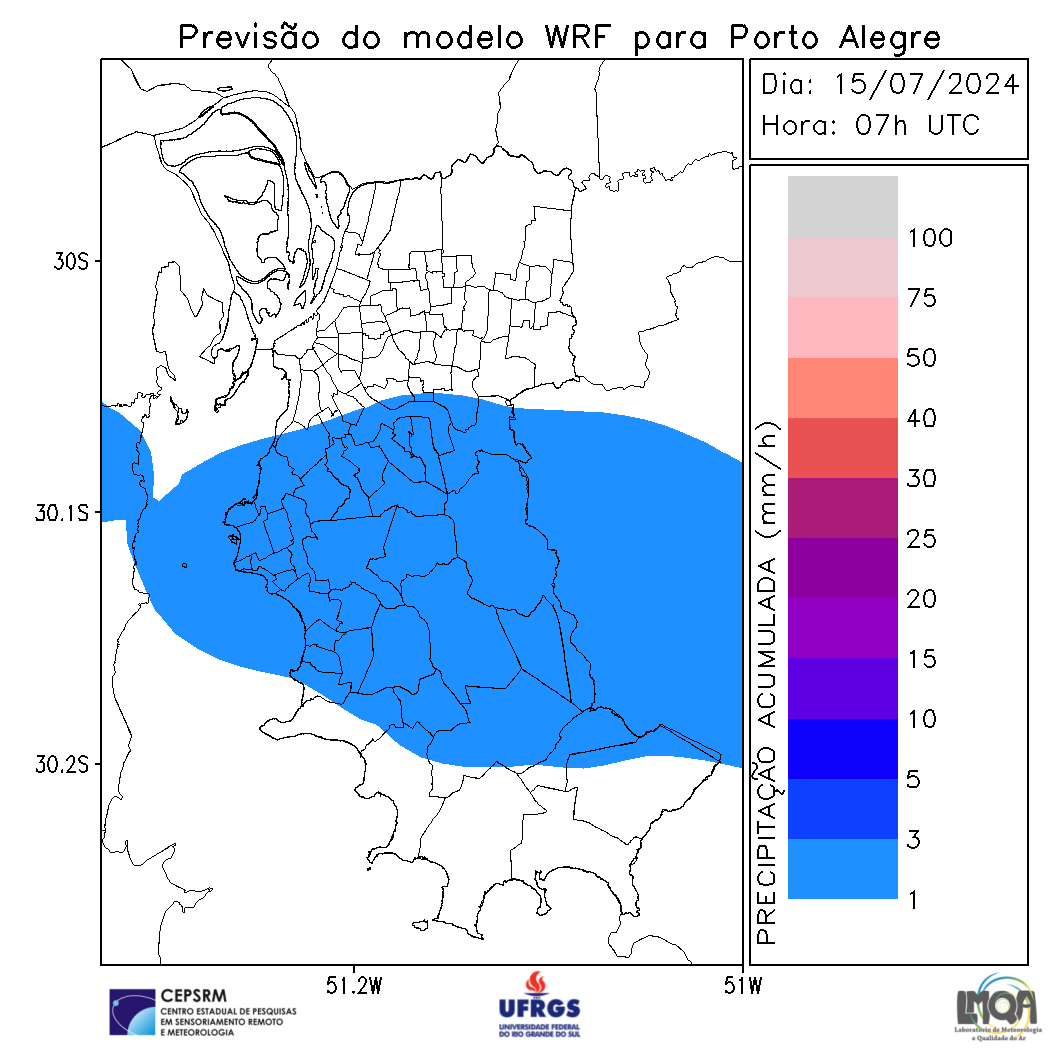 Previsão do modelo WRF para Porto Alegre
Dia: 15/07/2024
Hora: 07h UTC
100
75
50
40
30
25
20
15
10
5
3
1
PRECIPITAÇÃO ACUMULADA (mm/h)
30S
30.1S
30.2S
51.2W
51W
CEPSRM
CENTRO ESTADUAL DE PESQUISAS
EM SENSORIAMENTO REMOTO
E METEOROLOGIA
UFRGS
UNIVERSIDADE FEDERAL
DO RIO GRANDE DO SUL
LMQA
Laboratório de Meteorologia
e Qualidade do Ar